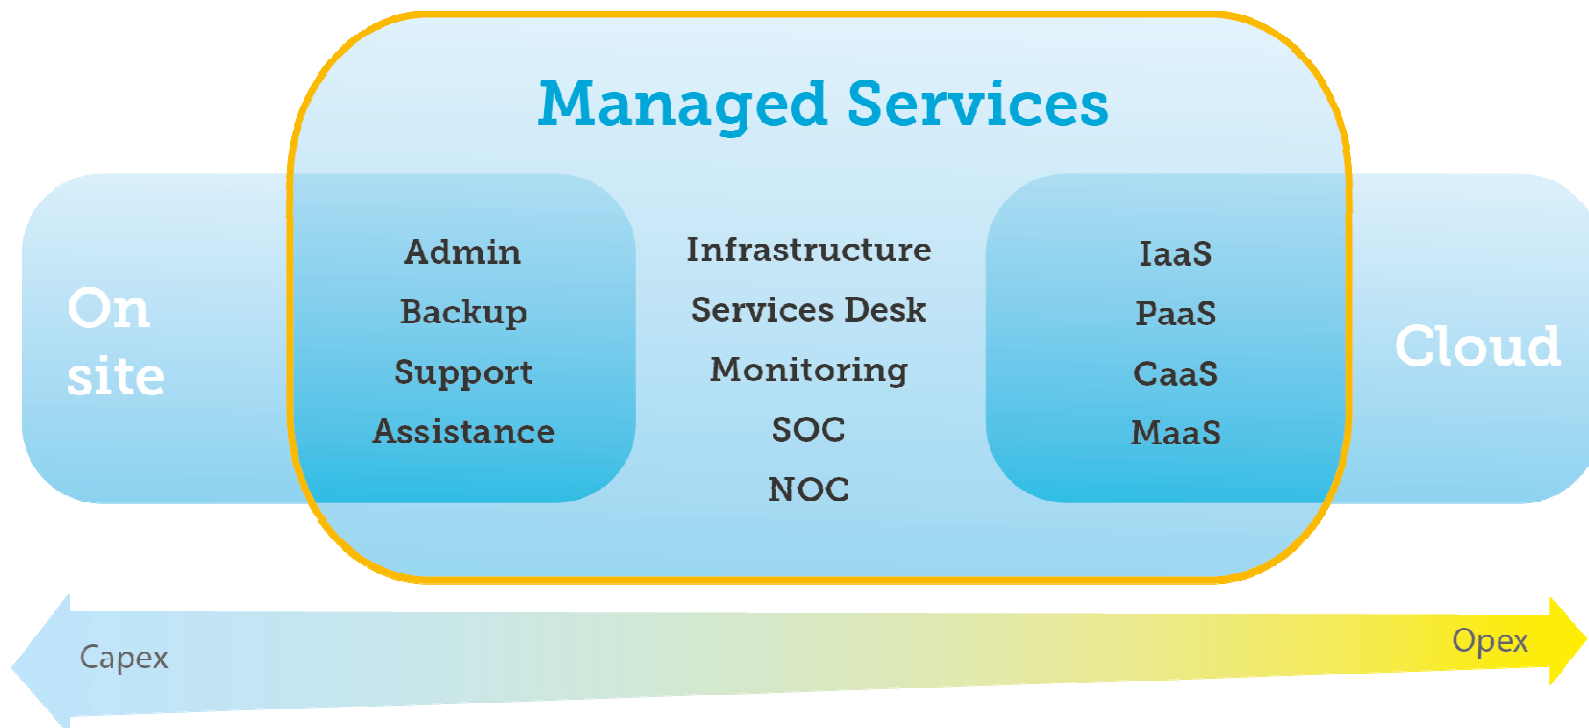 Managed Services
On
site
Admin
Backup
Support
Assistance
Infrastructure
Services Desk
Monitoring
SOC
NOC
IaaS
PaaS
CaaS
MaaS
Cloud
Capex
Opex